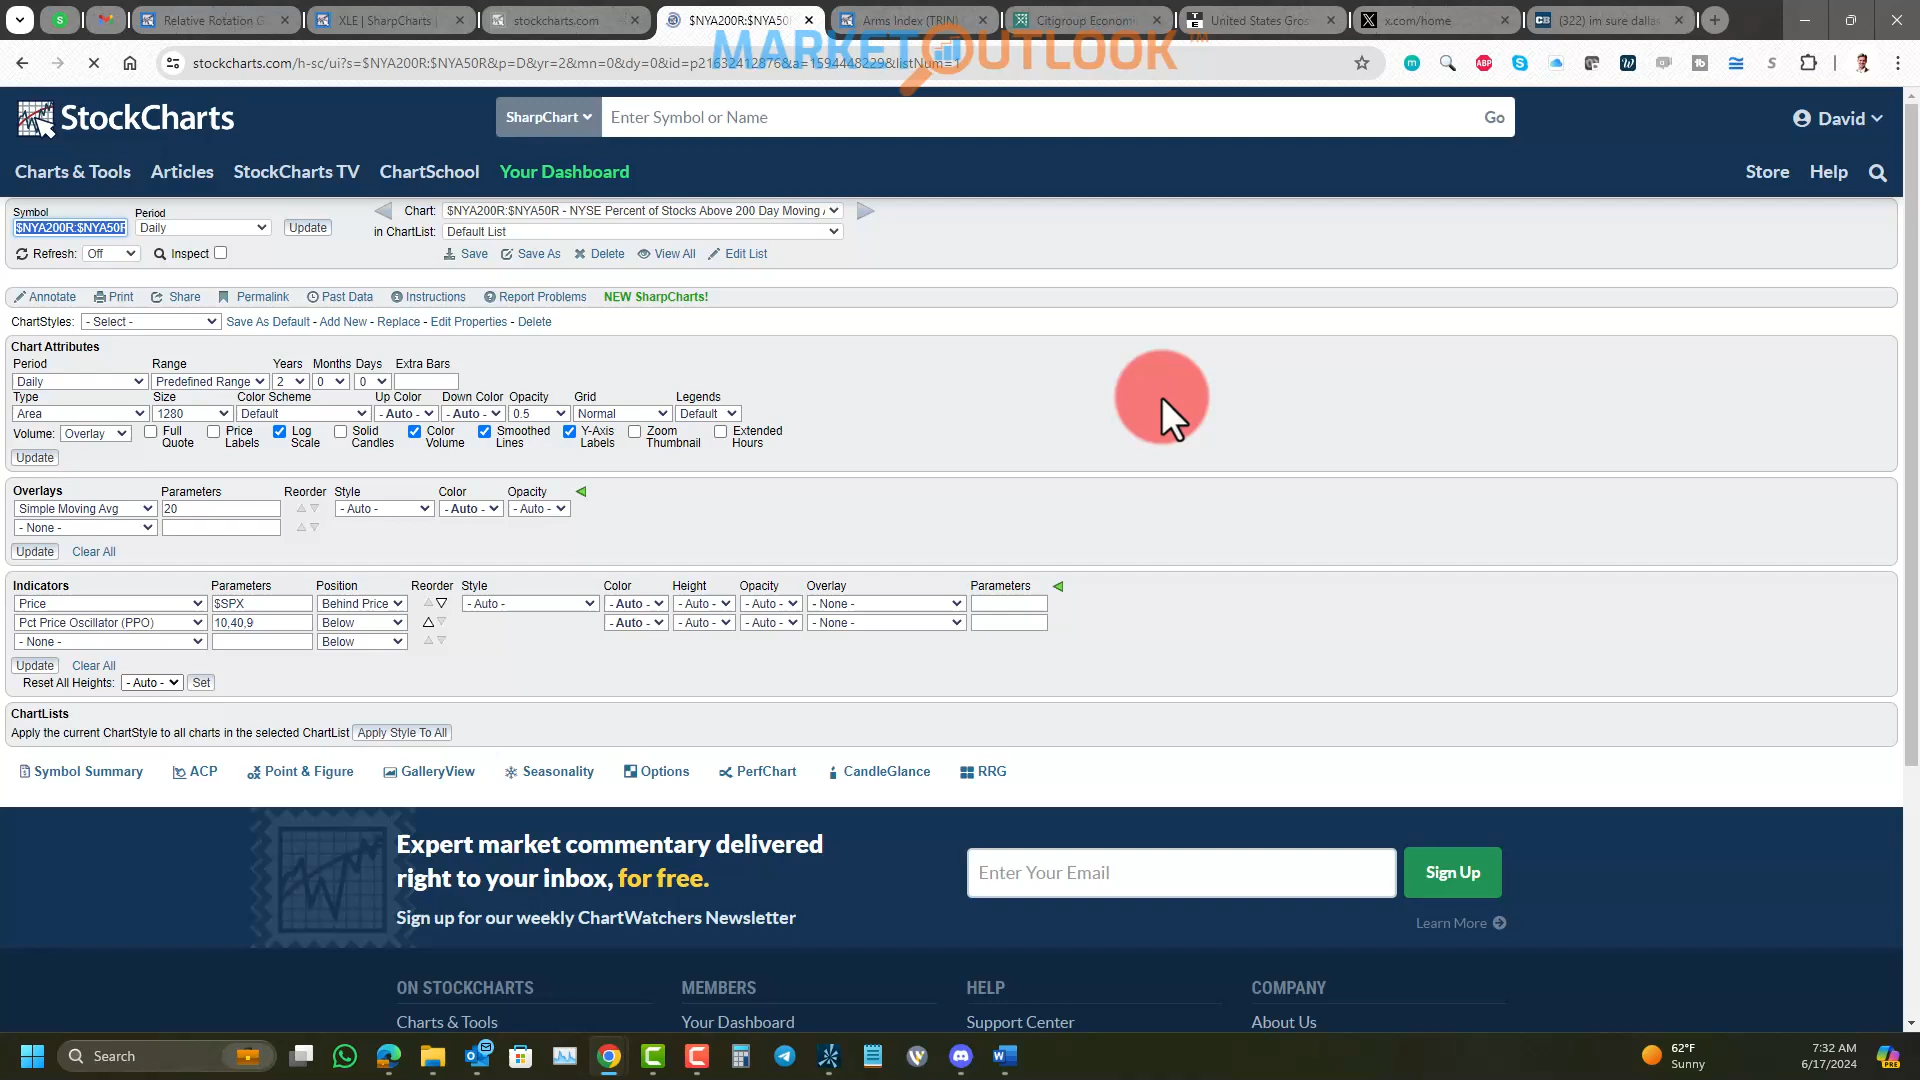 Relative Rotation G
XLE | SharpCharts |
stockcharts.com
$NYA200R:$NYA50
Arms Index (TRIN)
Citigroup Econom
United States Gros
x.com/home
(322) im sure dallas
stockcharts.com/h-sc/ui?s=$NYA200R:$NYA50R&p=D&yr=2&mn=0&dy=0&id=p21632412876&a=1594448229&listNum=1
MARKET OUTLOOK™
StockCharts
SharpChart
Enter Symbol or Name
Go
David
Charts & Tools
Articles
StockCharts TV
ChartSchool
Your Dashboard
Store
Help
Symbol
Period
$NYA200R:$NYA50R
Daily
Update
Chart:
$NYA200R:$NYA50R - NYSE Percent of Stocks Above 200 Day Moving
in ChartList:
Default List
Refresh:
Off
Inspect
Save
Save As
Delete
View All
Edit List
Annotate
Print
Share
Permalink
Past Data
Instructions
Report Problems
NEW SharpCharts!
ChartStyles:
- Select -
Save As Default - Add New - Replace - Edit Properties - Delete
Chart Attributes
Period
Range
Years
Months
Days
Extra Bars
Daily
Predefined Range
2
0
0
Type
Size
Color Scheme
Up Color
Down Color
Opacity
Grid
Legends
Area
1280
Default
- Auto -
- Auto -
0.5
Normal
Default
Volume:
Overlay
Full Quote
Price Labels
Log Scale
Solid Candles
Color Volume
Smoothed Lines
Y-Axis Labels
Zoom Thumbnail
Extended Hours
Update
Overlays
Parameters
Reorder
Style
Color
Opacity
Simple Moving Avg
20
- Auto -
- Auto -
- Auto -
- None -
Update
Clear All
Indicators
Parameters
Position
Reorder
Style
Color
Height
Opacity
Overlay
Parameters
Price
$SPX
Behind Price
- Auto -
- Auto -
- Auto -
- Auto -
- None -
Pct Price Oscillator (PPO)
10,40,9
Below
- Auto -
- Auto -
- Auto -
- None -
- None -
Below
Update
Clear All
Reset All Heights:
- Auto -
Set
ChartLists
Apply the current ChartStyle to all charts in the selected ChartList
Apply Style To All
Symbol Summary
ACP
Point & Figure
GalleryView
Seasonality
Options
PerfChart
CandleGlance
RRG
Expert market commentary delivered
right to your inbox, for free.
Sign up for our weekly ChartWatchers Newsletter
Enter Your Email
Sign Up
Learn More
ON STOCKCHARTS
MEMBERS
HELP
COMPANY
Charts & Tools
Your Dashboard
Support Center
About Us
Search
62°F
Sunny
7:32 AM
6/17/2024